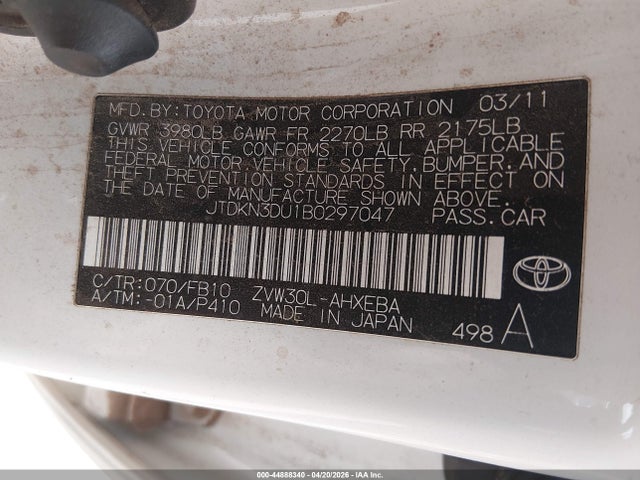 MFD.BY:TOYOTA MOTOR CORPORATION 03/11
GVWR 3980LB GAWR FR 2270LB RR 2175LB
THIS VEHICLE CONFORMS TO ALL APPLICABLE
FEDERAL MOTOR VEHICLE SAFETY,BUMPER,AND
THEFT PREVENTION STANDARDS IN EFFECT ON
THE DATE OF MANUFACTURE SHOWN ABOVE.
JTDKN3DU1B0297047 PASS.CAR
C/TR:070/FB10 ZVW30L-AHXEBA
A/TM:-01A/P410 MADE IN JAPAN
498 A
000-44888340 - 04/20/2026 - IAAI.CA